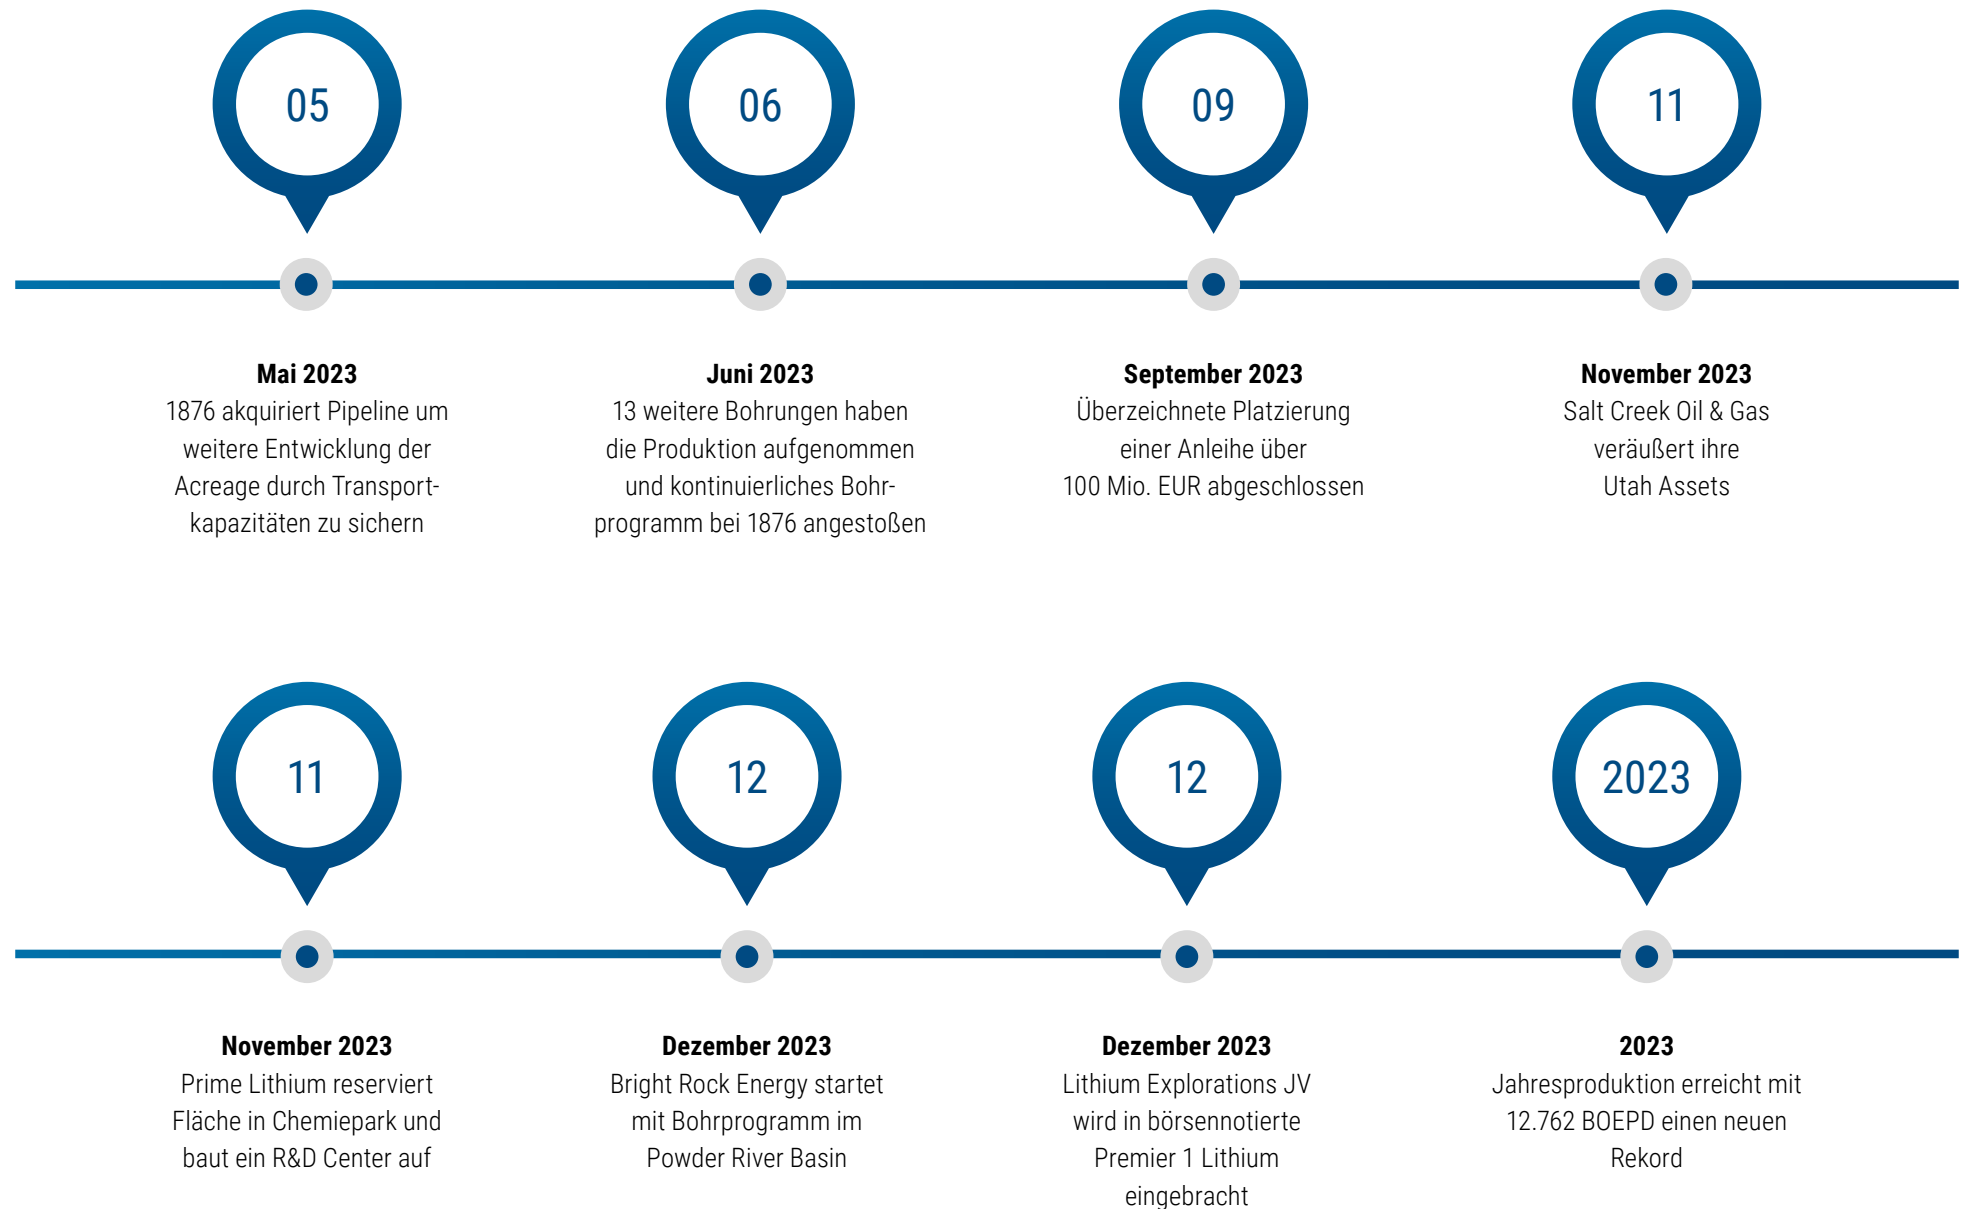 05
06
09
11
Mai 2023
1876 akquiriert Pipeline um
weitere Entwicklung der
Acreage durch Transport-
kapazitäten zu sichern
Juni 2023
13 weitere Bohrungen haben
die Produktion aufgenommen
und kontinuierliches Bohr-
programm bei 1876 angestoßen
September 2023
Überzeichnete Platzierung
einer Anleihe über
100 Mio. EUR abgeschlossen
November 2023
Salt Creek Oil & Gas
veräußert ihre
Utah Assets
11
12
12
2023
November 2023
Prime Lithium reserviert
Fläche in Chemiepark und
baut ein R&D Center auf
Dezember 2023
Bright Rock Energy startet
mit Bohrprogramm im
Powder River Basin
Dezember 2023
Lithium Explorations JV
wird in börsennotierte
Premier 1 Lithium
eingebracht
2023
Jahresproduktion erreicht mit
12.762 BOEPD einen neuen
Rekord